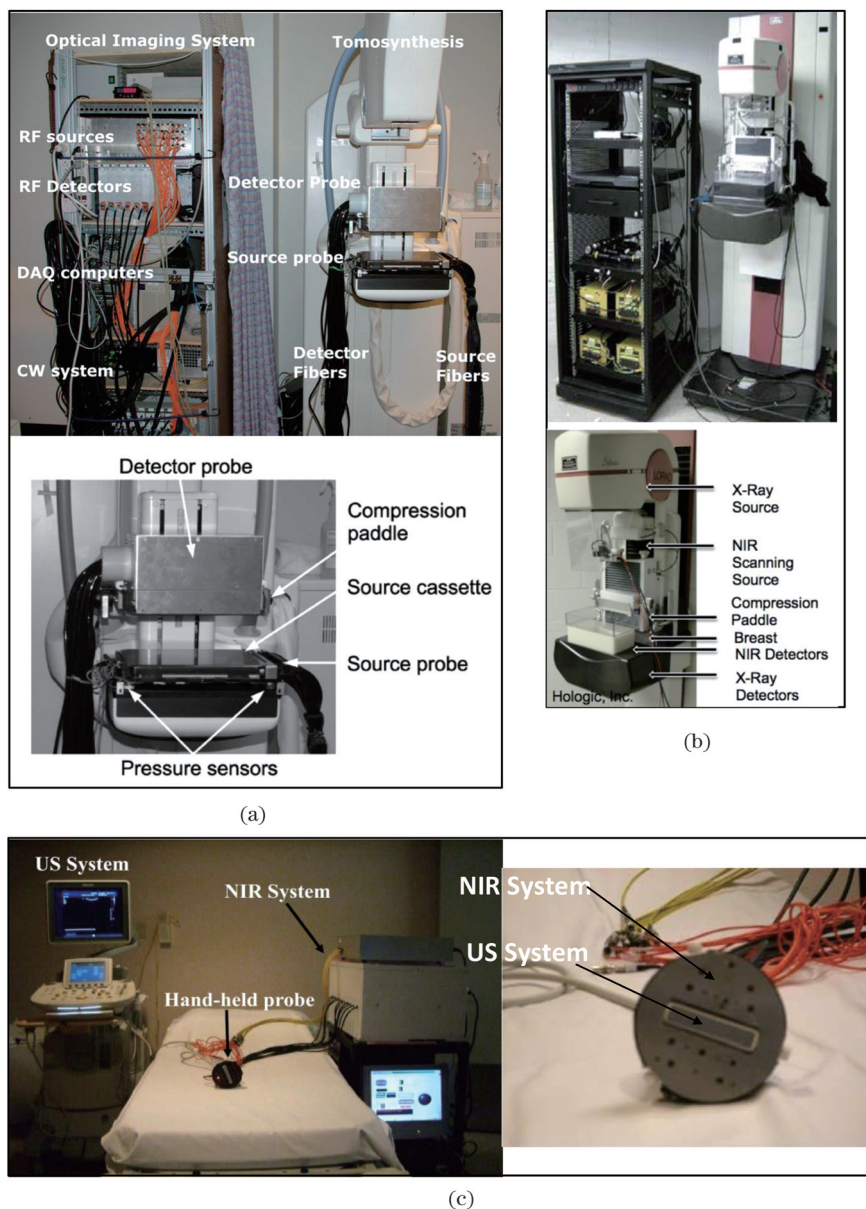 Optical Imaging System
Tomosynthesis
RF sources
RF Detectors
DAQ computers
CW system
Detector Probe
Source probe
Detector
Fibers
Source
Fibers
Detector probe
Compression
paddle
Source cassette
Source probe
Pressure sensors
(a)
LORAD
X-Ray
Source
NIR
Scanning
Source
Compression
Paddle
Breast
NIR Detectors
X-Ray
Detectors
Hologic, Inc.
(b)
US System
NIR System
Hand-held probe
NIR System
US System
(c)